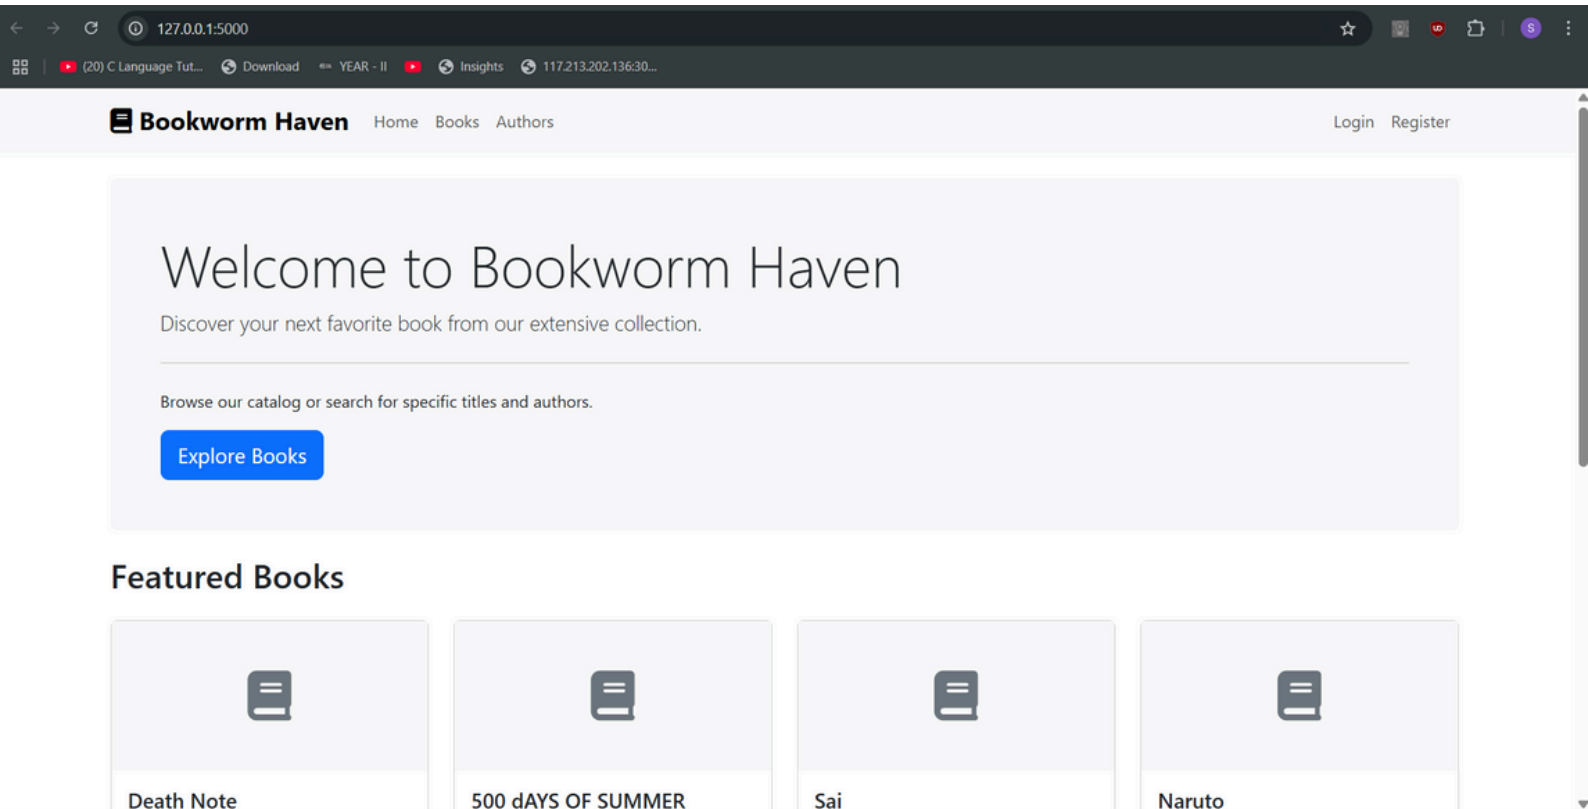 127.0.0.1:5000
S
(20) C Language Tut... Download YEAR - II Insights 117.213.202.136:30...
Bookworm Haven Home Books Authors Login Register
Welcome to Bookworm Haven
Discover your next favorite book from our extensive collection.
Browse our catalog or search for specific titles and authors.
Explore Books
Featured Books
Death Note 500 dAYS OF SUMMER Sai Naruto